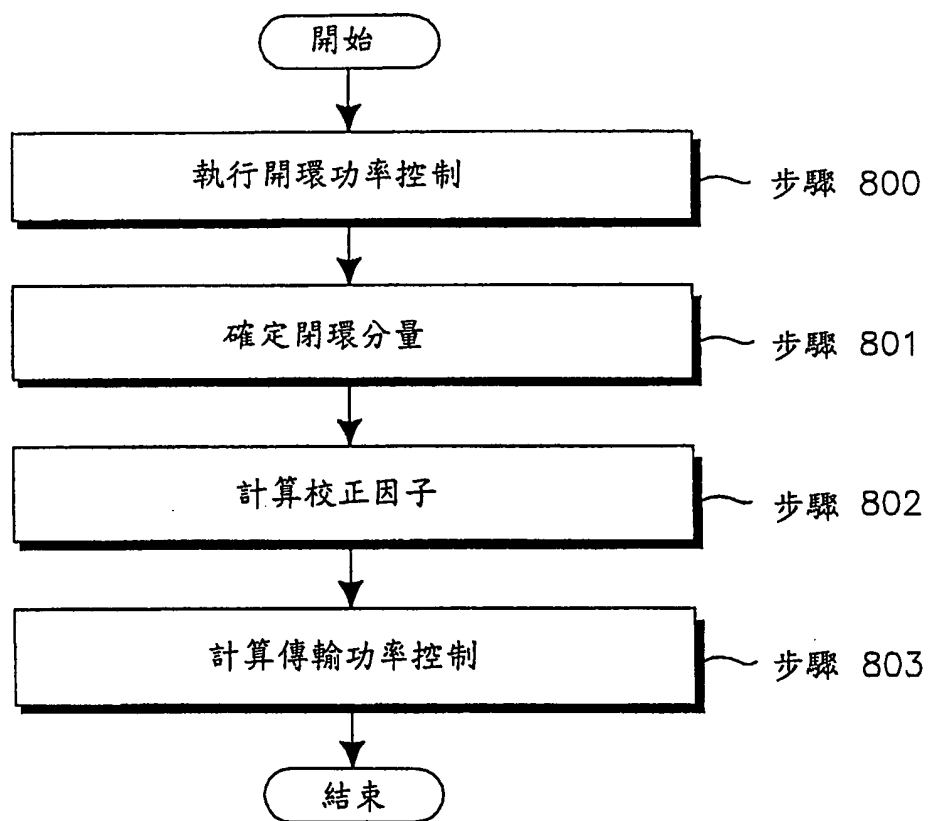 開始
執行開環功率控制
步驟 800
確定閉環分量
步驟 801
計算校正因子
步驟 802
計算傳輸功率控制
步驟 803
結束